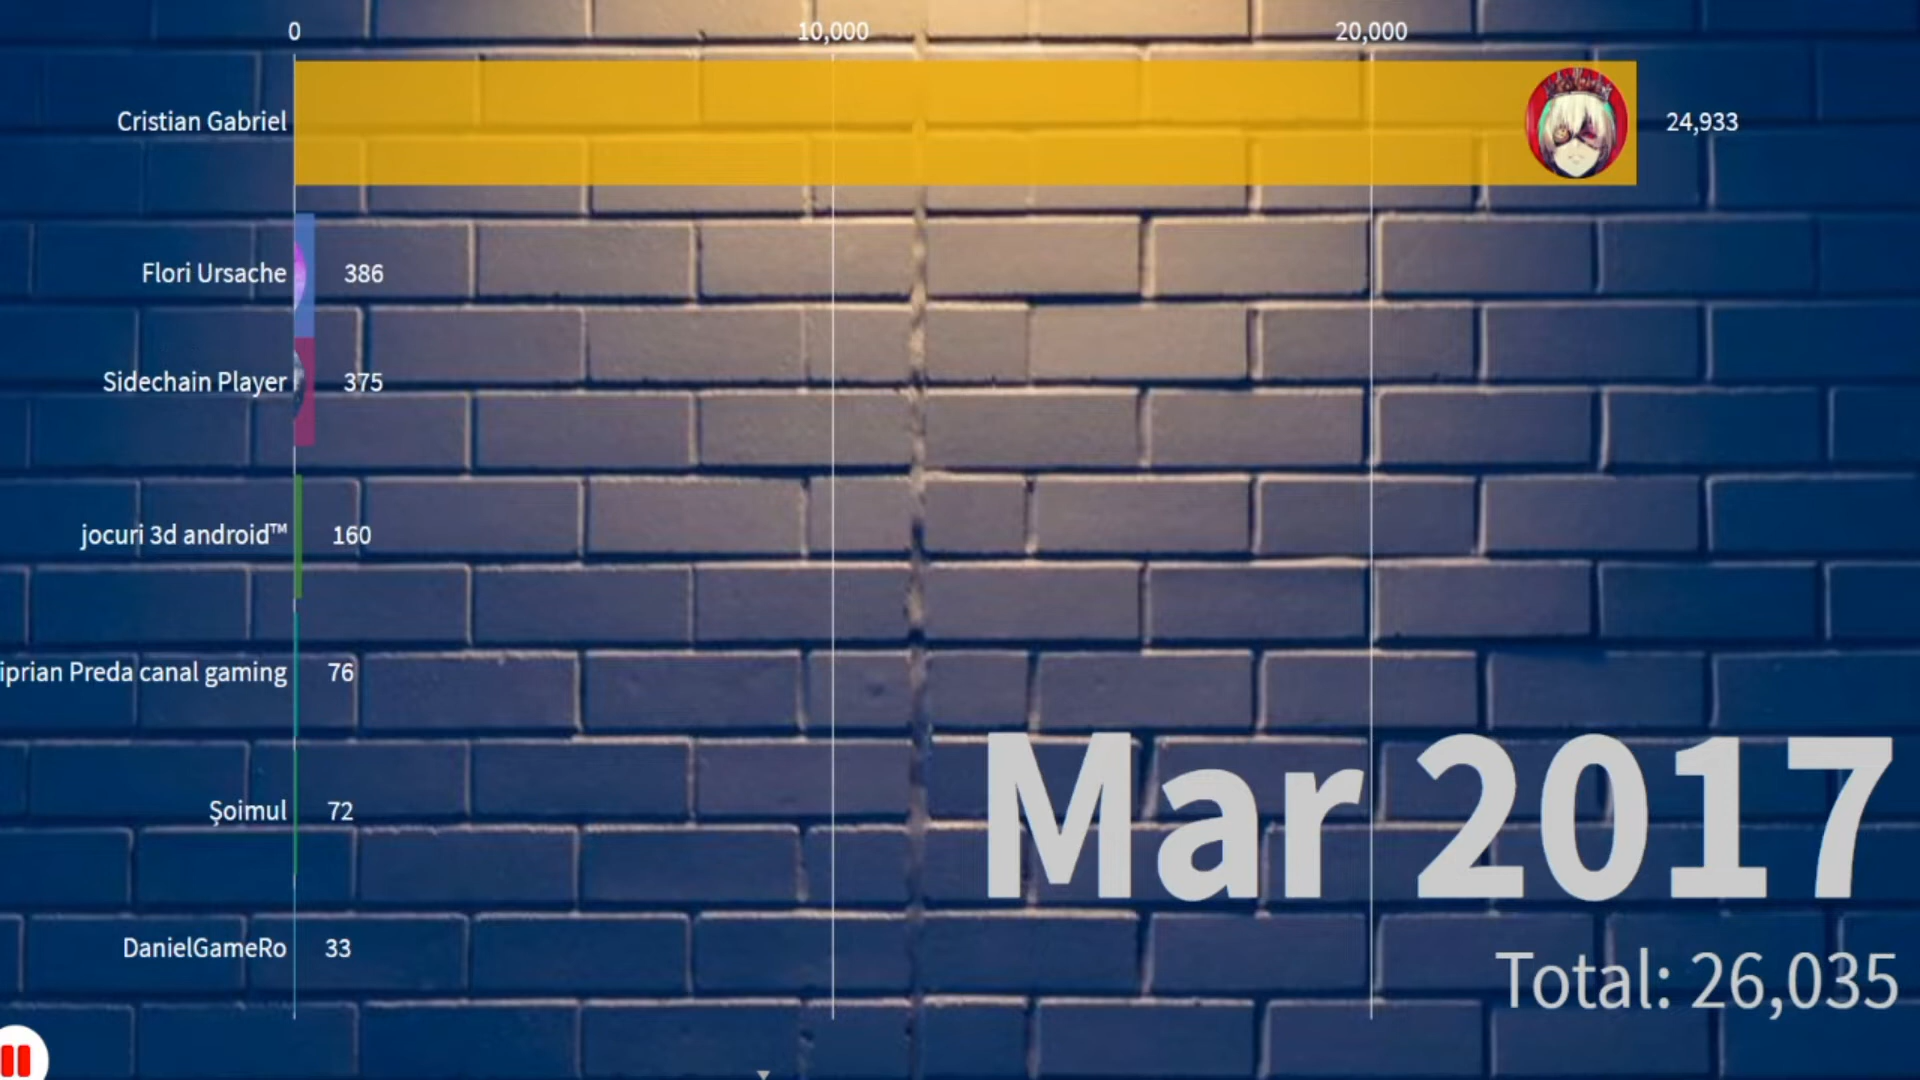 0 10,000 20,000
Cristian Gabriel 24,933
Flori Ursache 386
Sidechain Player 375
jocuri 3d android™ 160
iprian Preda canal gaming 76
Șoimul 72
DanielGameRo 33
Mar 2017
Total: 26,035